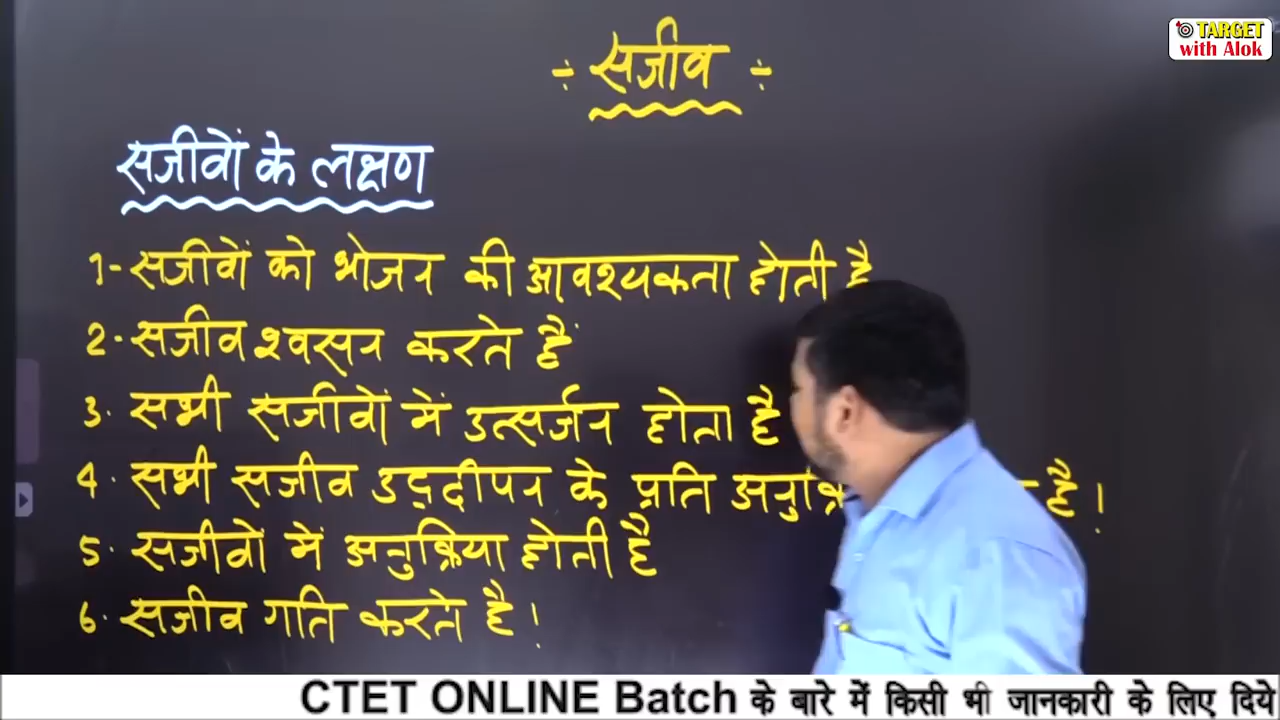 TARGET
with Alok
÷ सजीव ÷
सजीवों के लक्षण
1- सजीवों को भोजन की आवश्यकता होती है
2. सजीव श्वसन करते हैं
3. सभी सजीवों में उत्सर्जन होता है
4. सभी सजीव उद्‌दीपन के प्रति है!
5. सजीवों में अनुक्रिया होती है
6. सजीव गति करते है!
CTET ONLINE Batch के बारे में किसी भी जानकारी के लिए दिये